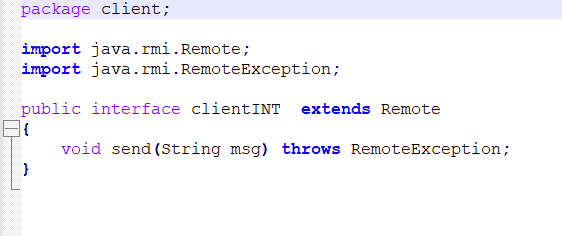 package client;
import java.rmi.Remote;
import java.rmi.RemoteException;
public interface clientINT  extends Remote
{
    void send(String msg) throws RemoteException;
}